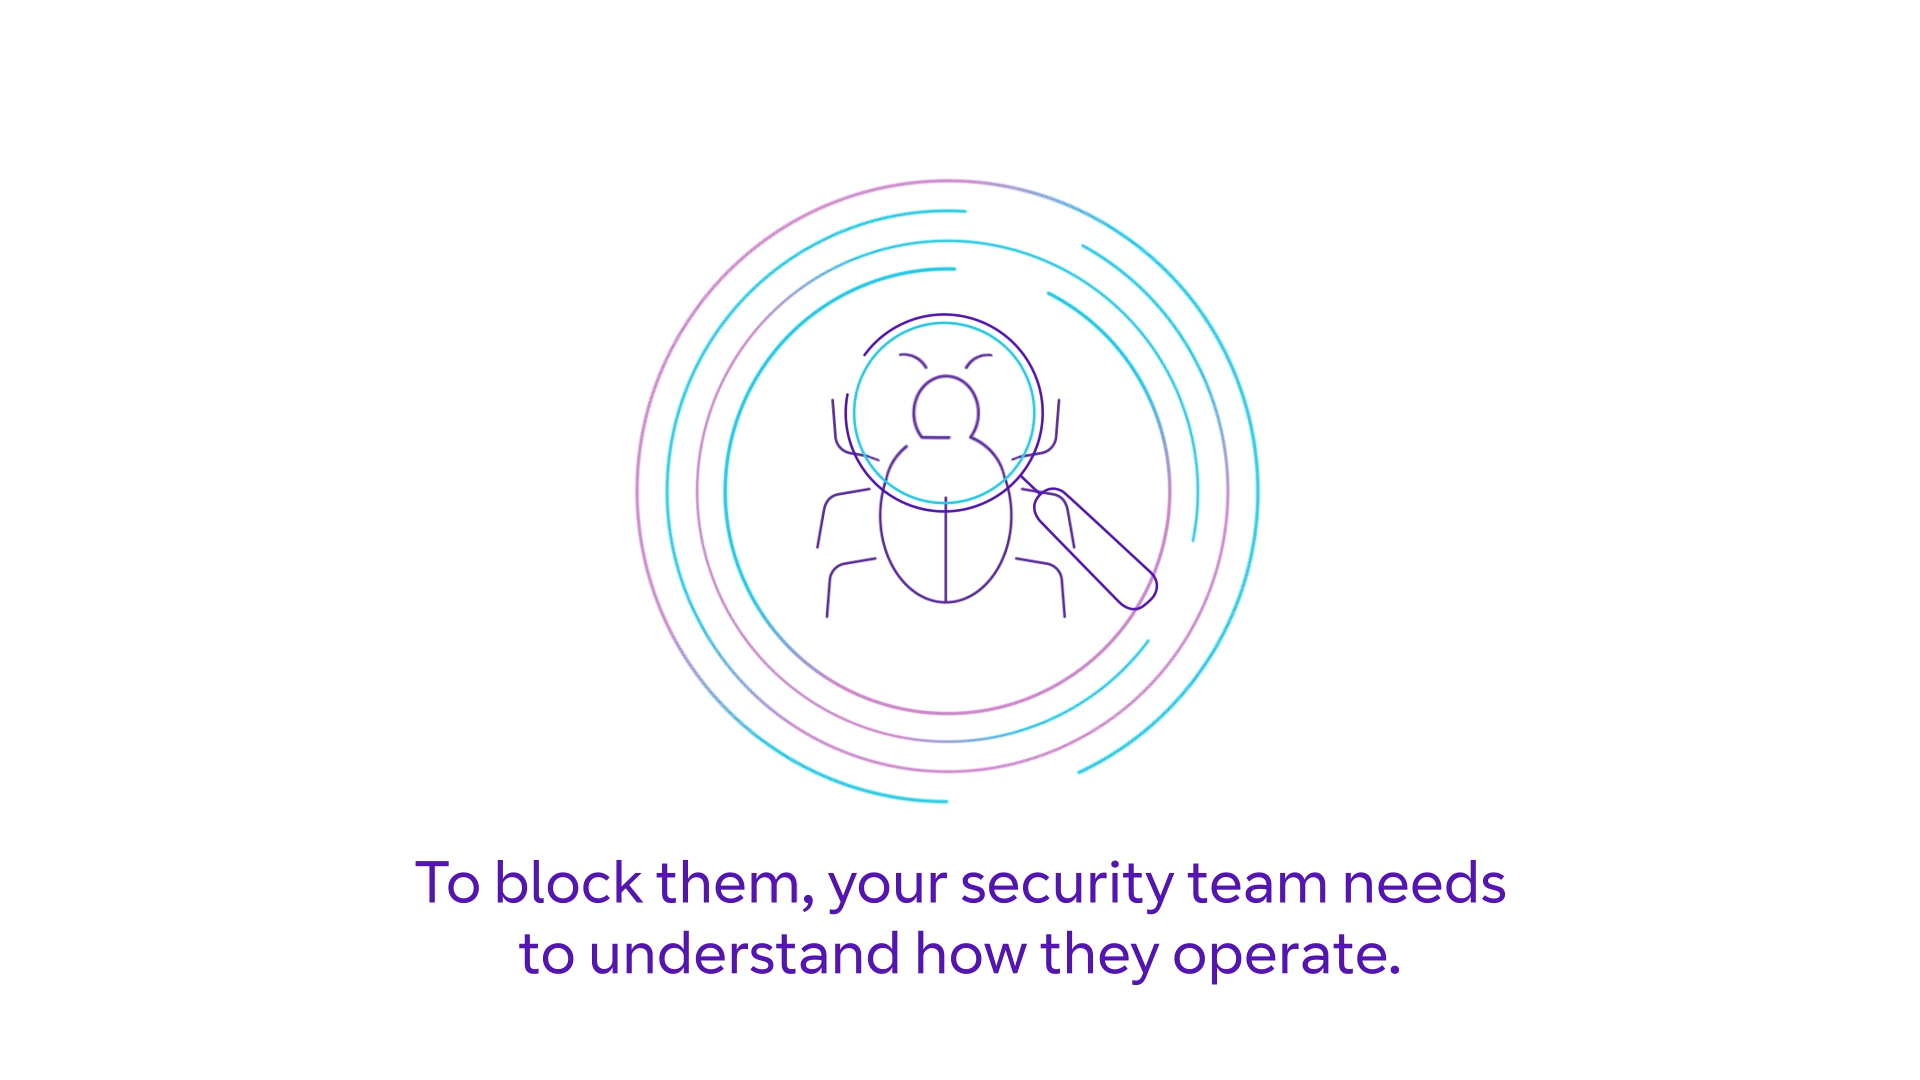 To block them, your security team needs
to understand how they operate.